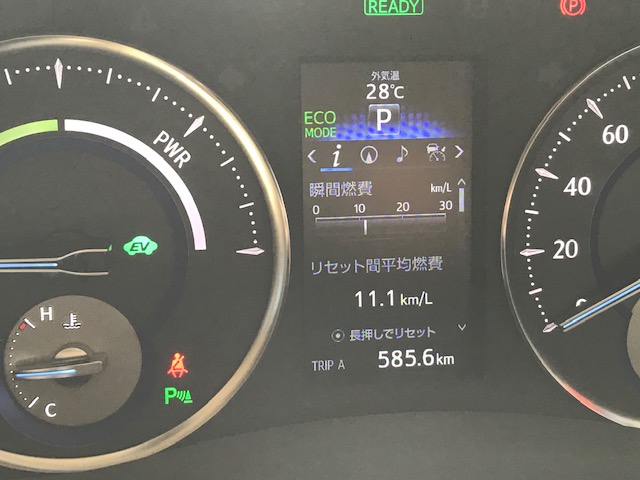 READY
P
外気温
28℃
ECO
MODE
P
PWR
i
瞬間燃費 km/L
0 10 20 30
リセット間平均燃費
11.1 km/L
長押しでリセット
TRIP A 585.6 km
EV
H
C
P
60
40
20
0